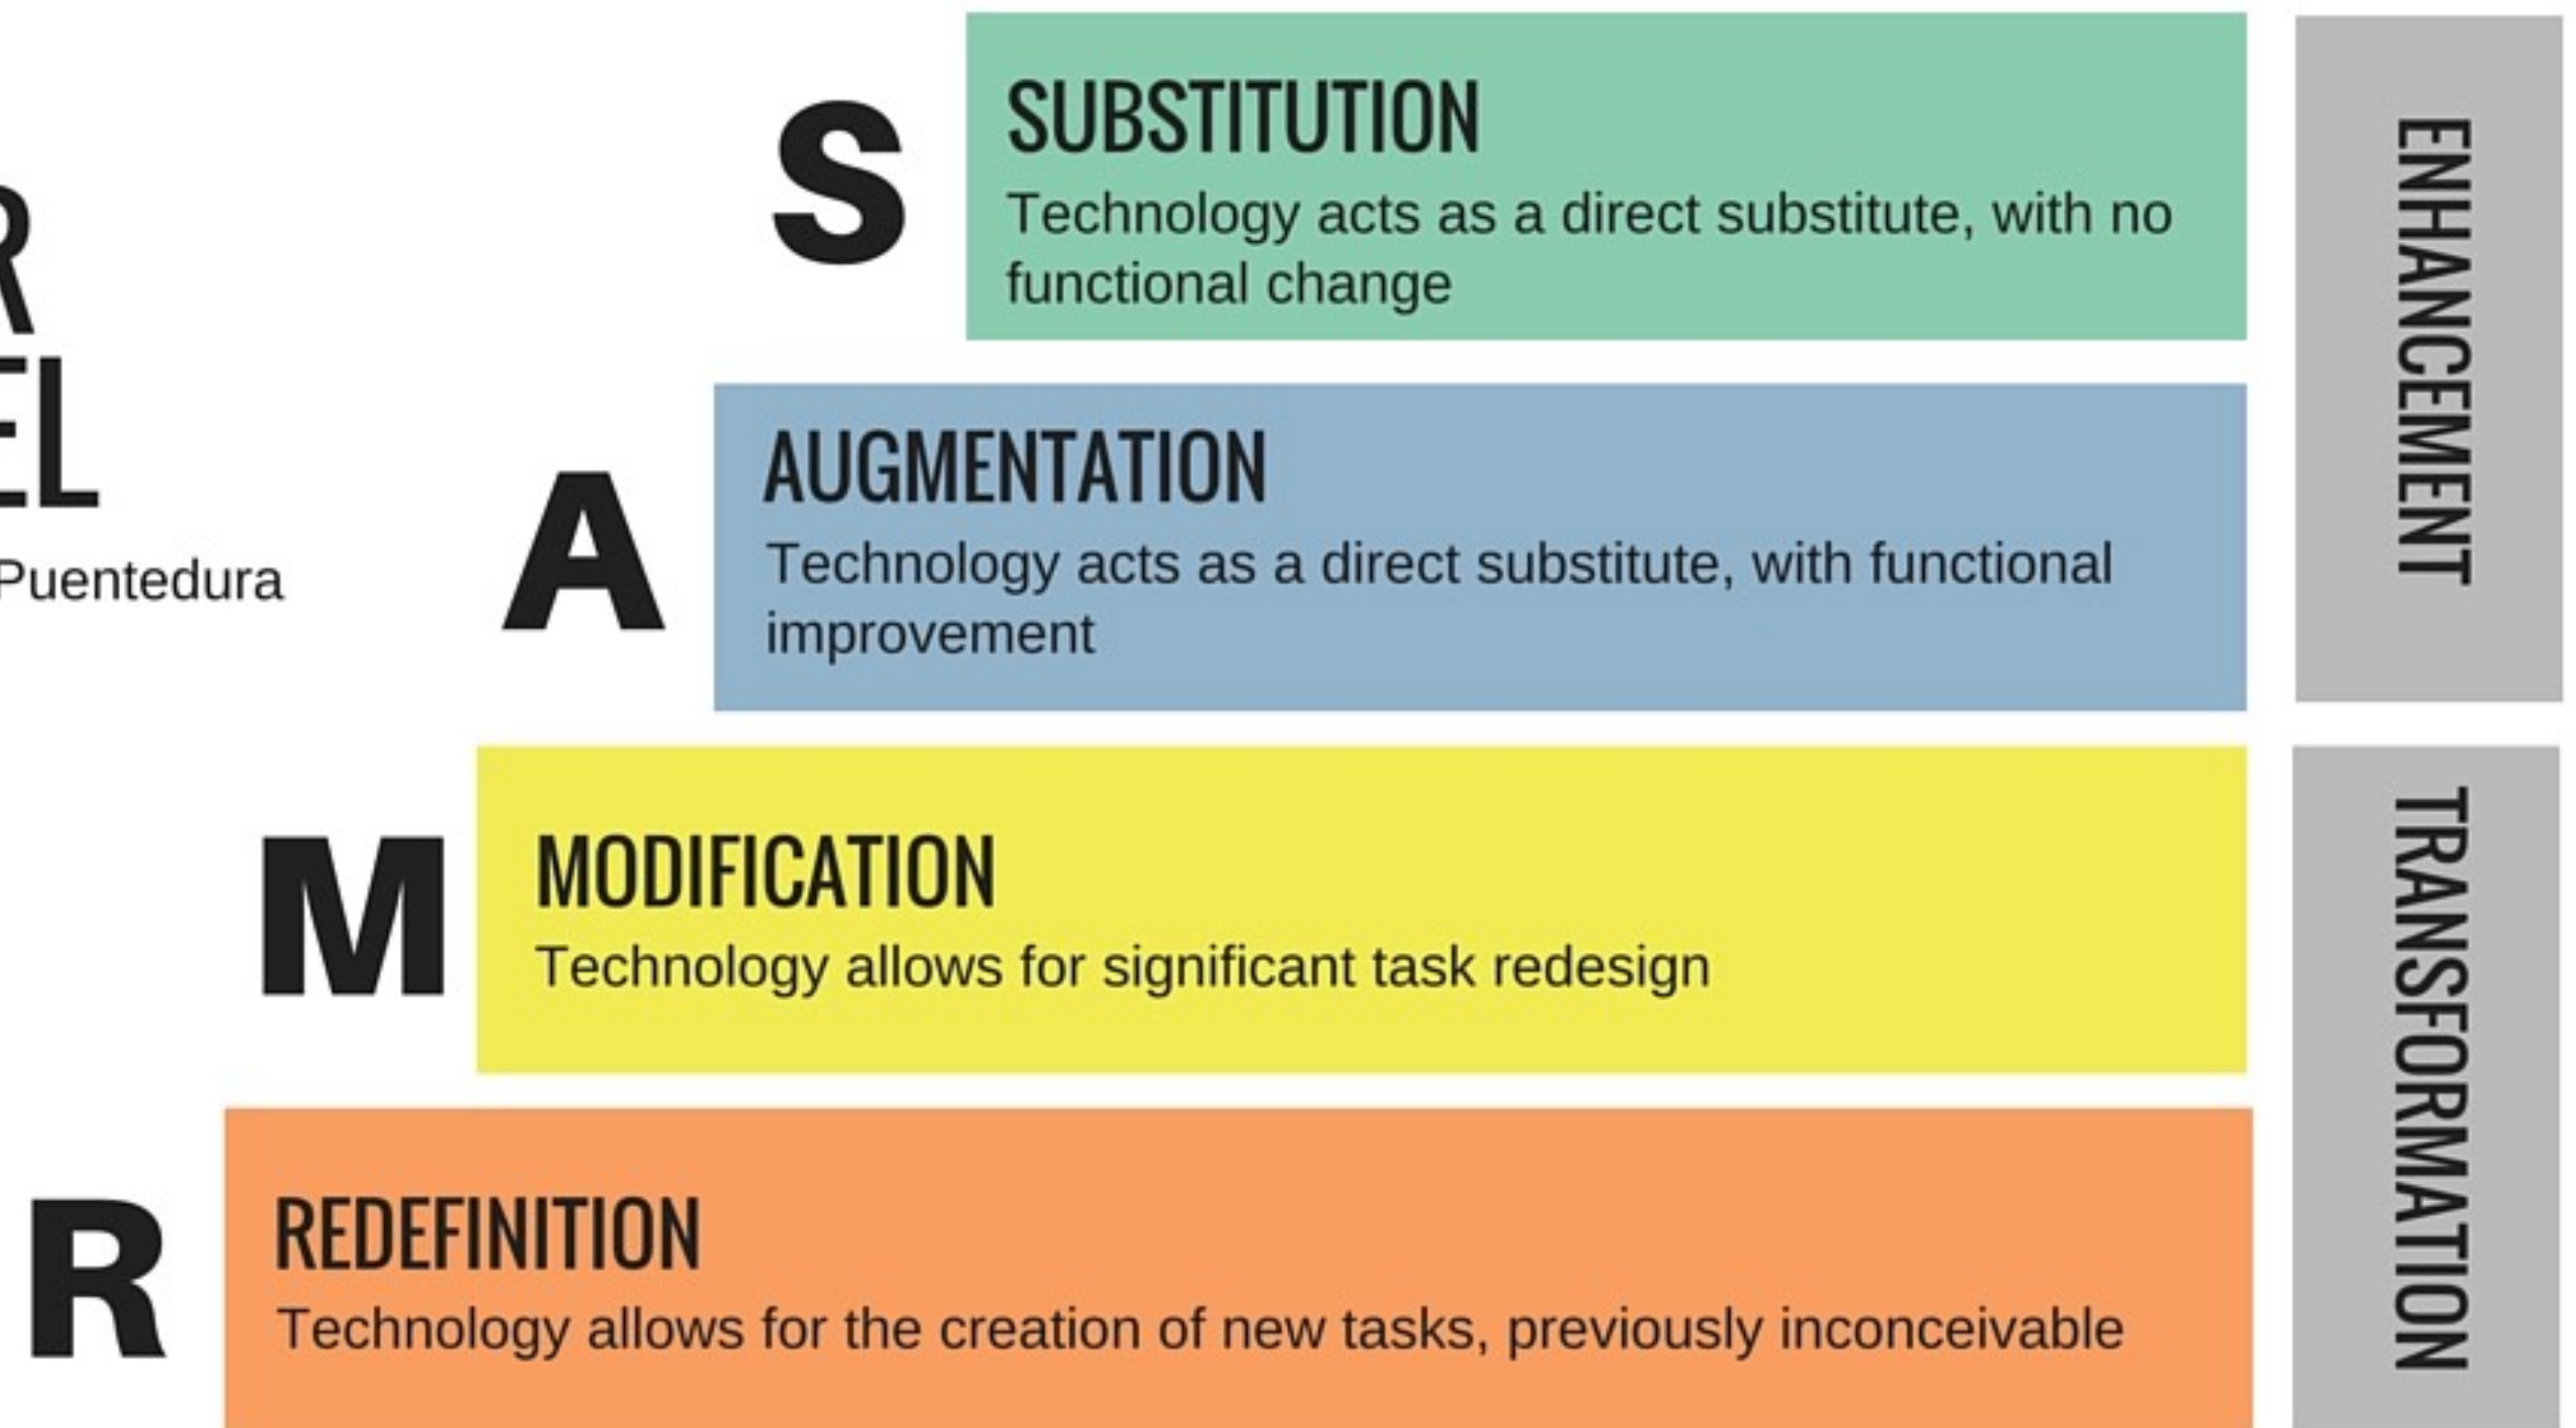 R
EL
Puentedura
S
SUBSTITUTION
Technology acts as a direct substitute, with no
functional change
A
AUGMENTATION
Technology acts as a direct substitute, with functional
improvement
ENHANCEMENT
M
MODIFICATION
Technology allows for significant task redesign
R
REDEFINITION
Technology allows for the creation of new tasks, previously inconceivable
TRANSFORMATION